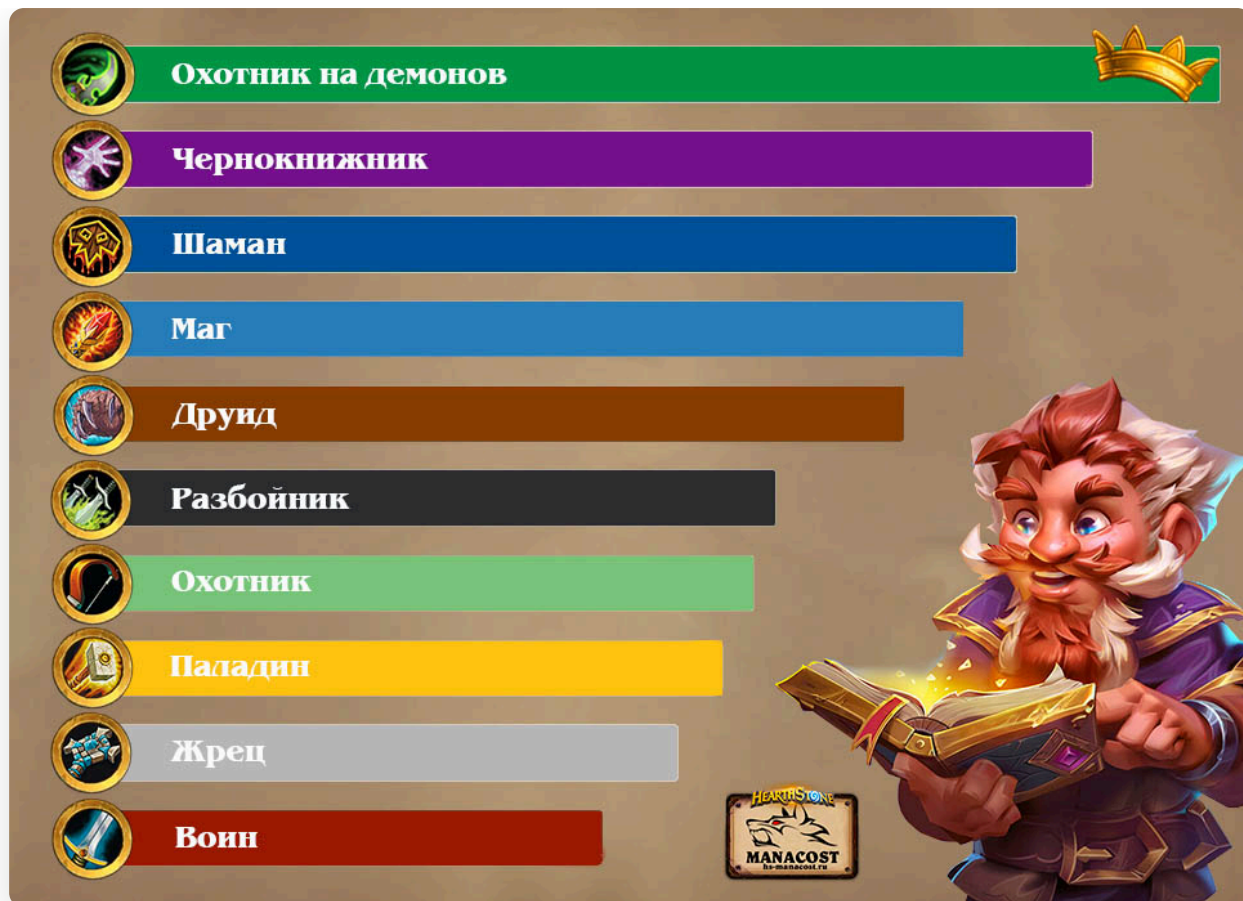 Охотник на демонов
Чернокнижник
Шаман
Маг
Друид
Разбойник
Охотник
Паладин
Жрец
Воин
HEARTHSTONE
MANACOST
hs-manacost.ru